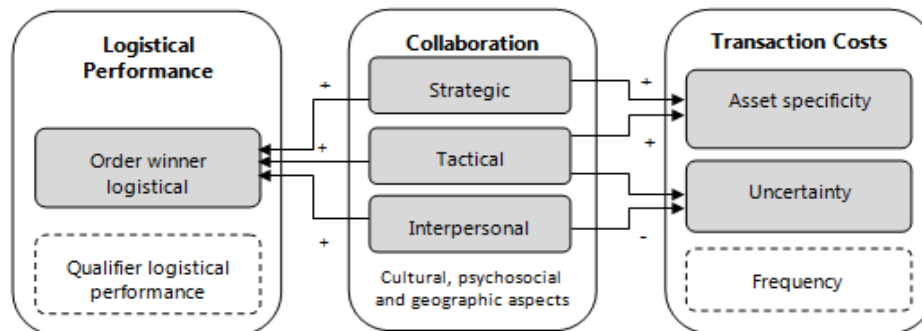 Logistical
Performance
Order winner
logistical
Qualifier logistical
performance
+
+
+
Collaboration
Strategic
Tactical
Interpersonal
Cultural, psychosocial
and geographic aspects
+
+
-
Transaction Costs
Asset specificity
Uncertainty
Frequency